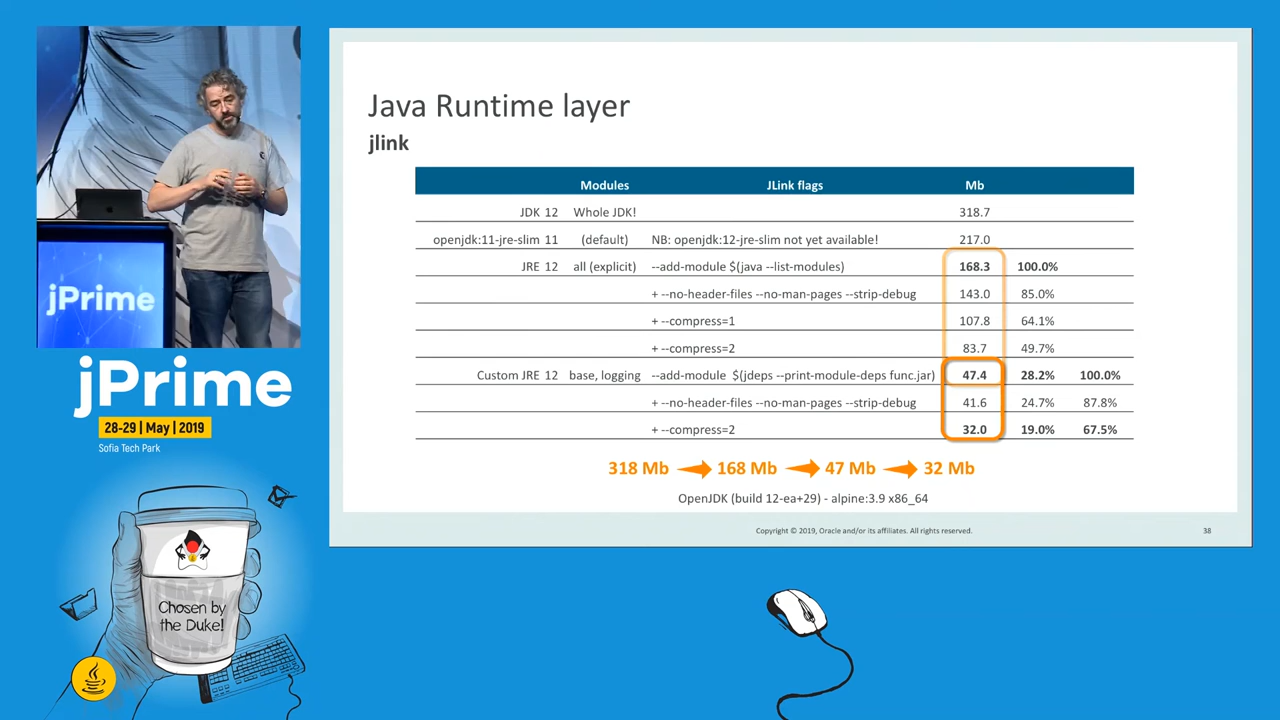 Java Runtime layer
jlink
Modules JLink flags Mb
JDK 12 Whole JDK! 318.7
openjdk:11-jre-slim 11 (default) NB: openjdk:12-jre-slim not yet available! 217.0
JRE 12 all (explicit) --add-module $(java --list-modules) 168.3 100.0%
+ --no-header-files --no-man-pages --strip-debug 143.0 85.0%
+ --compress=1 107.8 64.1%
+ --compress=2 83.7 49.7%
Custom JRE 12 base, logging --add-module $(jdeps --print-module-deps func.jar) 47.4 28.2% 100.0%
+ --no-header-files --no-man-pages --strip-debug 41.6 24.7% 87.8%
+ --compress=2 32.0 19.0% 67.5%
318 Mb 168 Mb 47 Mb 32 Mb
OpenJDK (build 12-ea+29) - alpine:3.9 x86_64
Copyright © 2019, Oracle and/or its affiliates. All rights reserved. 38
jPrime
jPrime
28-29 | May | 2019
Sofia Tech Park
Chosen by
the Duke!